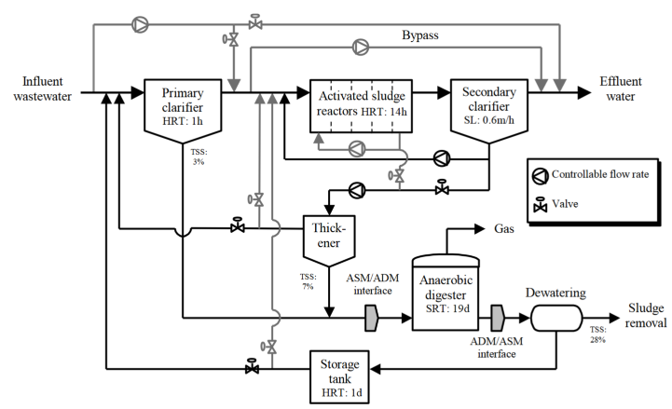 Bypass
Influent
wastewater
Primary
clarifier
HRT: 1h
Activated sludge
reactors HRT: 14h
Secondary
clarifier
SL: 0.6m/h
Effluent
water
TSS:
3%
Controllable flow rate
Valve
Thick-
ener
Gas
TSS:
7%
ASM/ADM
interface
Anaerobic
digester
SRT: 19d
Dewatering
Sludge
removal
TSS:
28%
ADM/ASM
interface
Storage
tank
HRT: 1d